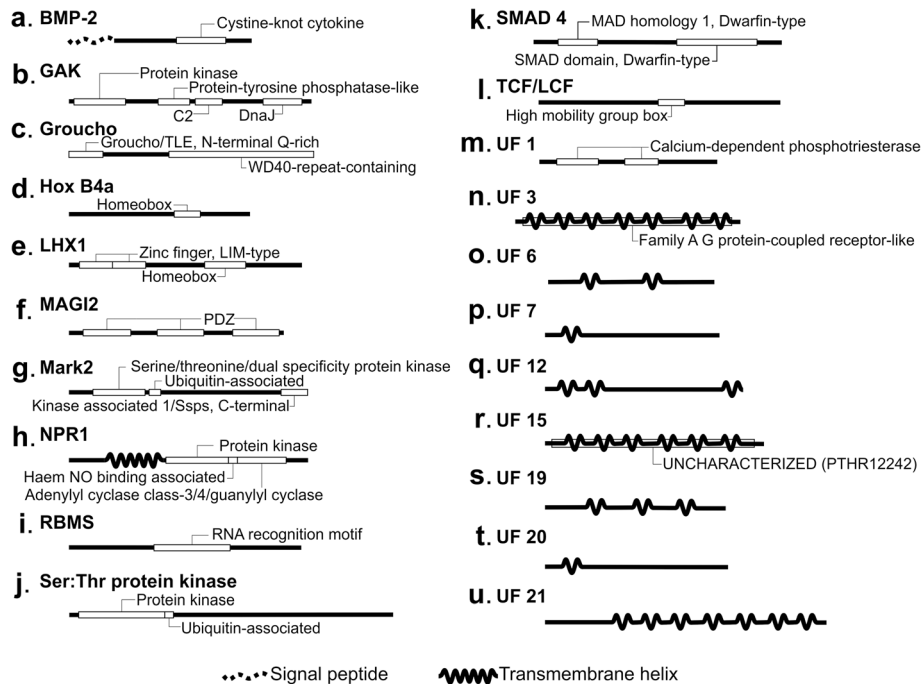 a. BMP-2
Cystine-knot cytokine
b. GAK
Protein kinase
Protein-tyrosine phosphatase-like
C2
DnaJ
c. Groucho
Groucho/TLE, N-terminal Q-rich
WD40-repeat-containing
d. Hox B4a
Homeobox
e. LHX1
Zinc finger, LIM-type
Homeobox
f. MAGI2
PDZ
g. Mark2
Serine/threonine/dual specificity protein kinase
Ubiquitin-associated
Kinase associated 1/Ssps, C-terminal
h. NPR1
Protein kinase
Haem NO binding associated
Adenylyl cyclase class-3/4/guanylyl cyclase
i. RBMS
RNA recognition motif
j. Ser:Thr protein kinase
Protein kinase
Ubiquitin-associated
k. SMAD 4
MAD homology 1, Dwarfin-type
SMAD domain, Dwarfin-type
l. TCF/LCF
High mobility group box
m. UF 1
Calcium-dependent phosphotriesterase
n. UF 3
Family A G protein-coupled receptor-like
o. UF 6
p. UF 7
q. UF 12
r. UF 15
UNCHARACTERIZED (PTHR12242)
s. UF 19
t. UF 20
u. UF 21
Signal peptide
Transmembrane helix